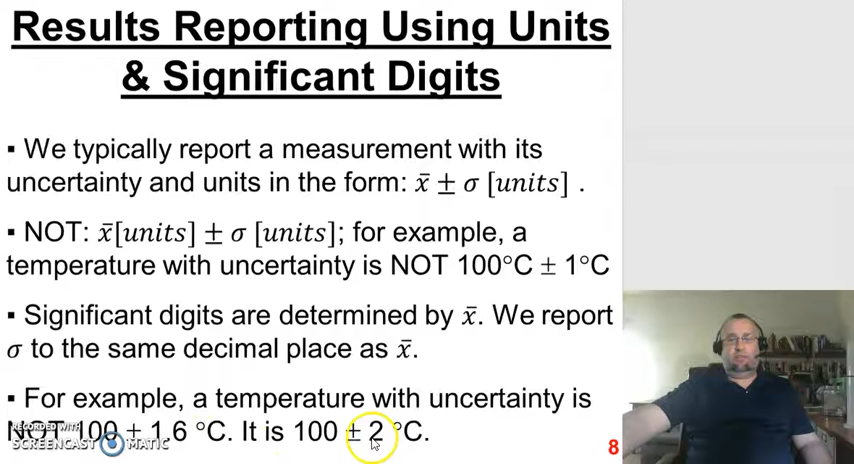 Results Reporting Using Units
& Significant Digits
▪ We typically report a measurement with its
uncertainty and units in the form: x̄ ± σ [units] .
▪ NOT: x̄[units] ± σ [units]; for example, a
temperature with uncertainty is NOT 100°C ± 1°C
▪ Significant digits are determined by x̄. We report
σ to the same decimal place as x̄.
▪ For example, a temperature with uncertainty is
NOT 100 ± 1.6 °C. It is 100 ± 2 °C.
RECORDED WITH
SCREENCAST MATIC
8